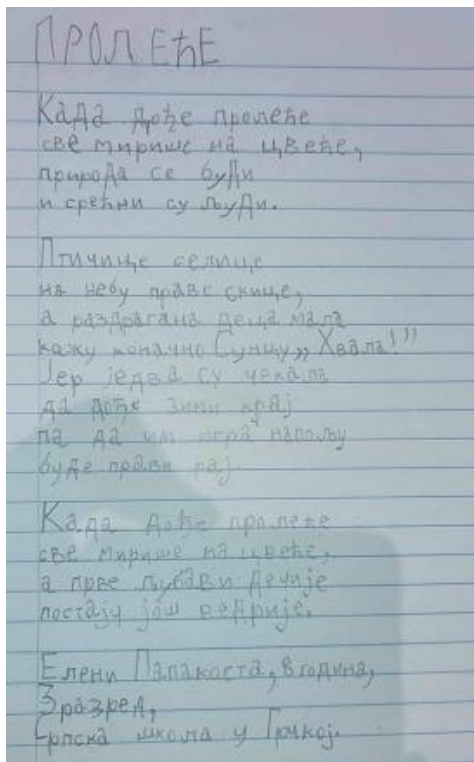 ПРОЛЕЋЕ
Када дође пролеће
све мирише на цвеће,
природа се буди
и срећни су људи.
Птичице селице
на небу праве скице,
а раздрагана деца мала
кажу коначно Сунцу „Хвала!”
Јер једва су чекала
да дође зими крај
па да им игра напољу
буде прави рај.
Када дође пролеће
све мирише на цвеће,
а прве љубави дечије
постају још ведрије.
Елени Папакоста, 8 година,
3 разред,
Српска школа у Грчкој.